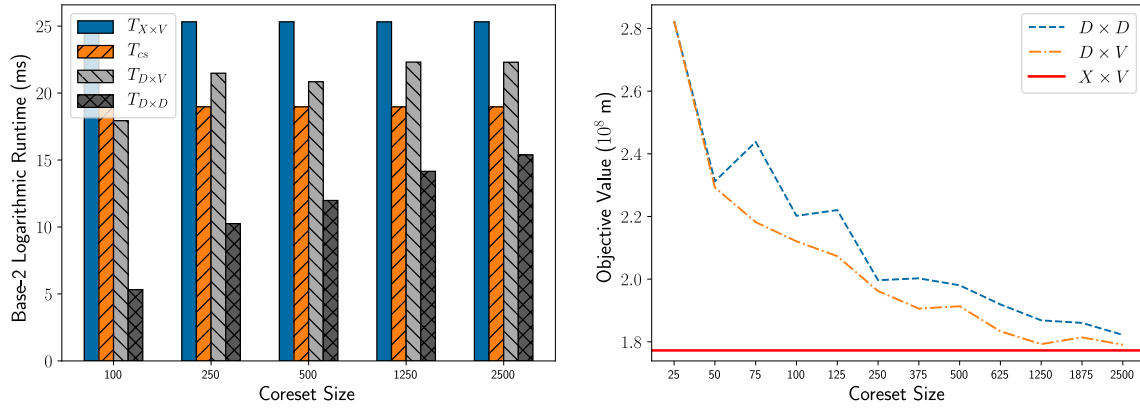 25
20
15
10
5
0
Base-2 Logarithmic Runtime (ms)
T_{X×V}
T_{cs}
T_{D×V}
T_{D×D}
100 250 500 1250 2500
Coreset Size
2.8
2.6
2.4
2.2
2.0
1.8
Objective Value (10^8 m)
D × D
D × V
X × V
25 50 75 100 125 250 375 500 625 1250 1875 2500
Coreset Size